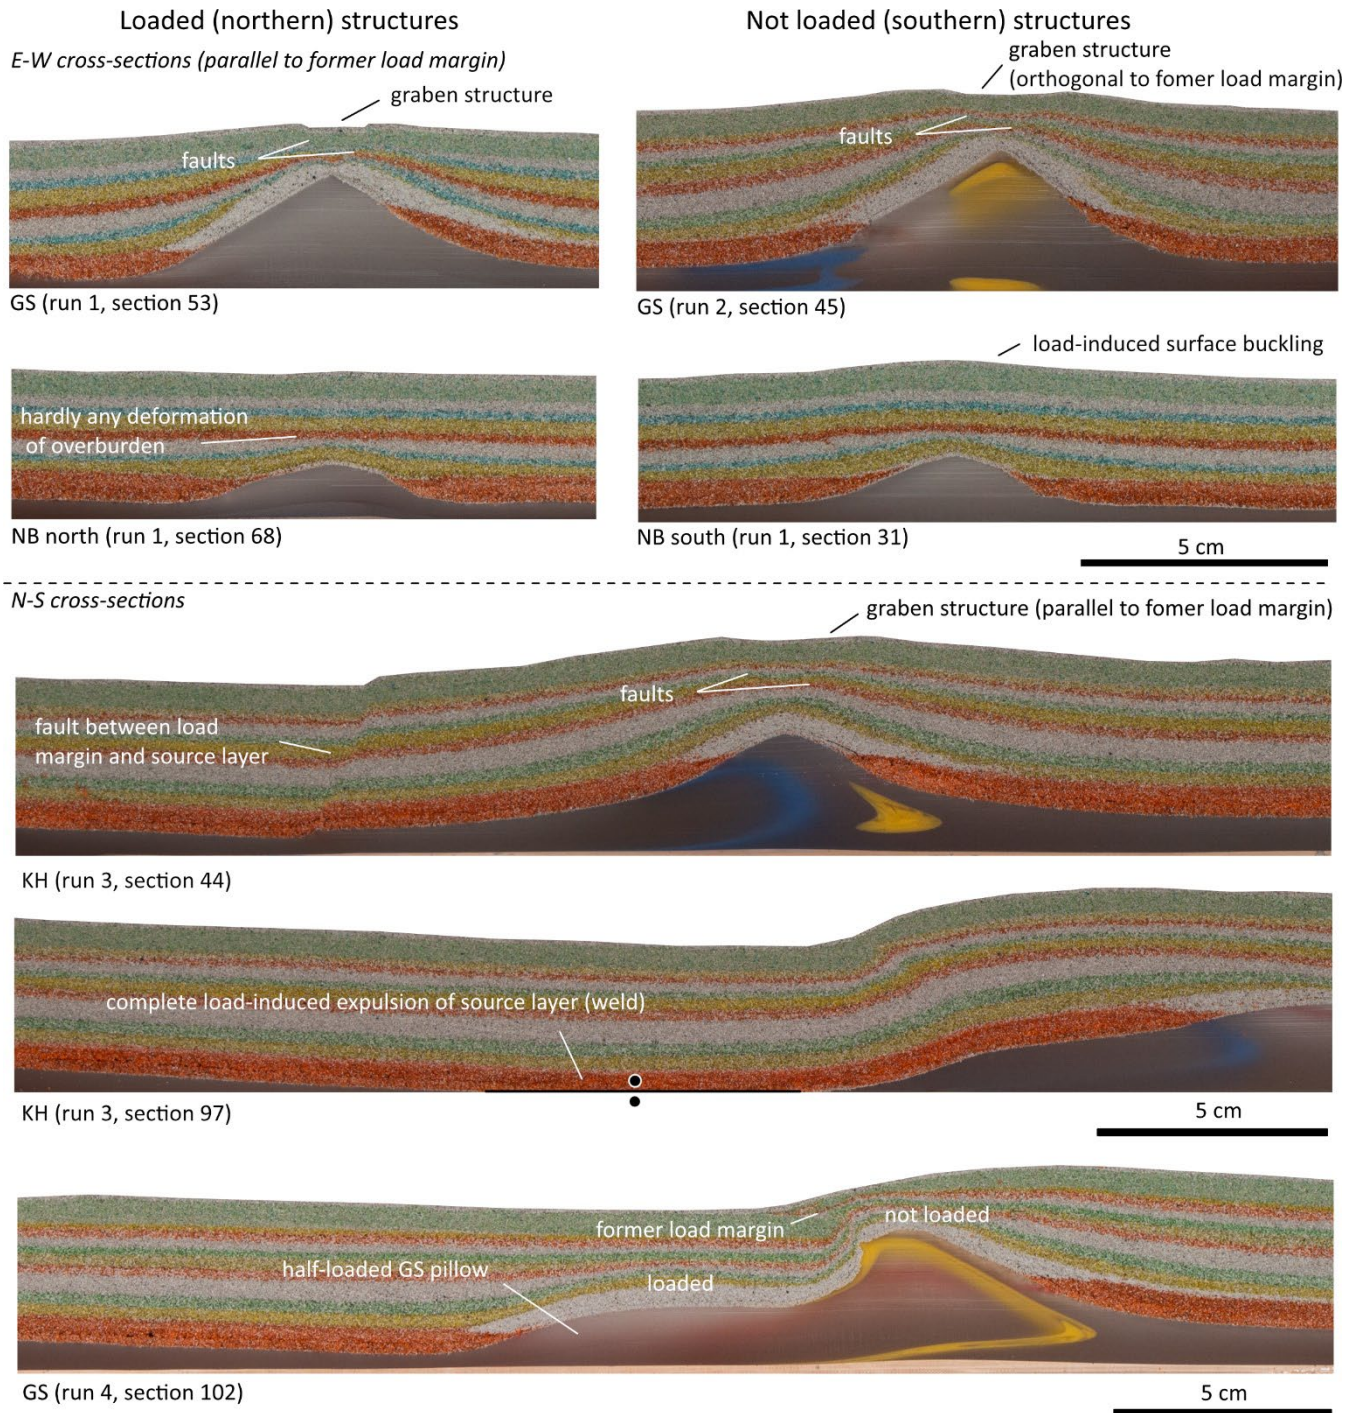 Loaded (northern) structures
Not loaded (southern) structures
E-W cross-sections (parallel to former load margin)
graben structure
graben structure
(orthogonal to fomer load margin)
faults
faults
GS (run 1, section 53)
GS (run 2, section 45)
load-induced surface buckling
hardly any deformation
of overburden
NB north (run 1, section 68)
NB south (run 1, section 31)
5 cm
N-S cross-sections
graben structure (parallel to fomer load margin)
faults
fault between load
margin and source layer
KH (run 3, section 44)
complete load-induced expulsion of source layer (weld)
KH (run 3, section 97)
5 cm
former load margin
not loaded
half-loaded GS pillow
loaded
GS (run 4, section 102)
5 cm